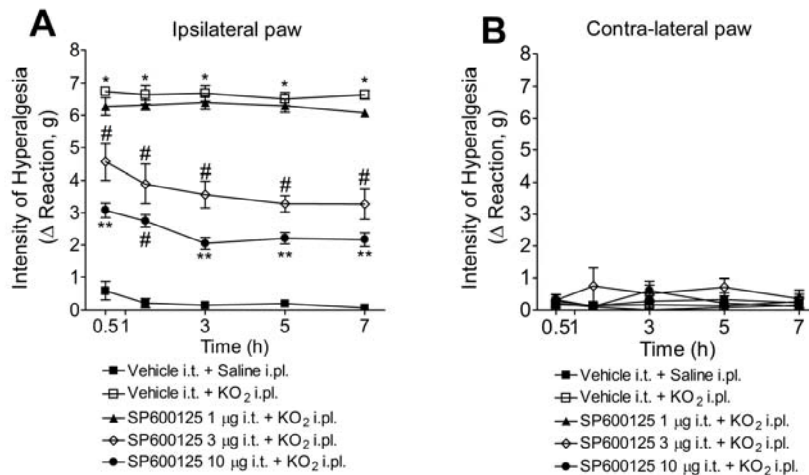 A
Ipsilateral paw
Intensity of Hyperalgesia
(Δ Reaction, g)
8
7
6
5
4
3
2
1
0
* * * * *
# # # # #
** # ** ** **
0.5 1 3 5 7
Time (h)
Vehicle i.t. + Saline i.pl.
Vehicle i.t. + KO2 i.pl.
SP600125 1 μg i.t. + KO2 i.pl.
SP600125 3 μg i.t. + KO2 i.pl.
SP600125 10 μg i.t. + KO2 i.pl.
B
Contra-lateral paw
Intensity of Hyperalgesia
(Δ Reaction, g)
8
7
6
5
4
3
2
1
0
0.5 1 3 5 7
Time (h)
Vehicle i.t. + Saline i.pl.
Vehicle i.t. + KO2 i.pl.
SP600125 1 μg i.t. + KO2 i.pl.
SP600125 3 μg i.t. + KO2 i.pl.
SP600125 10 μg i.t. + KO2 i.pl.